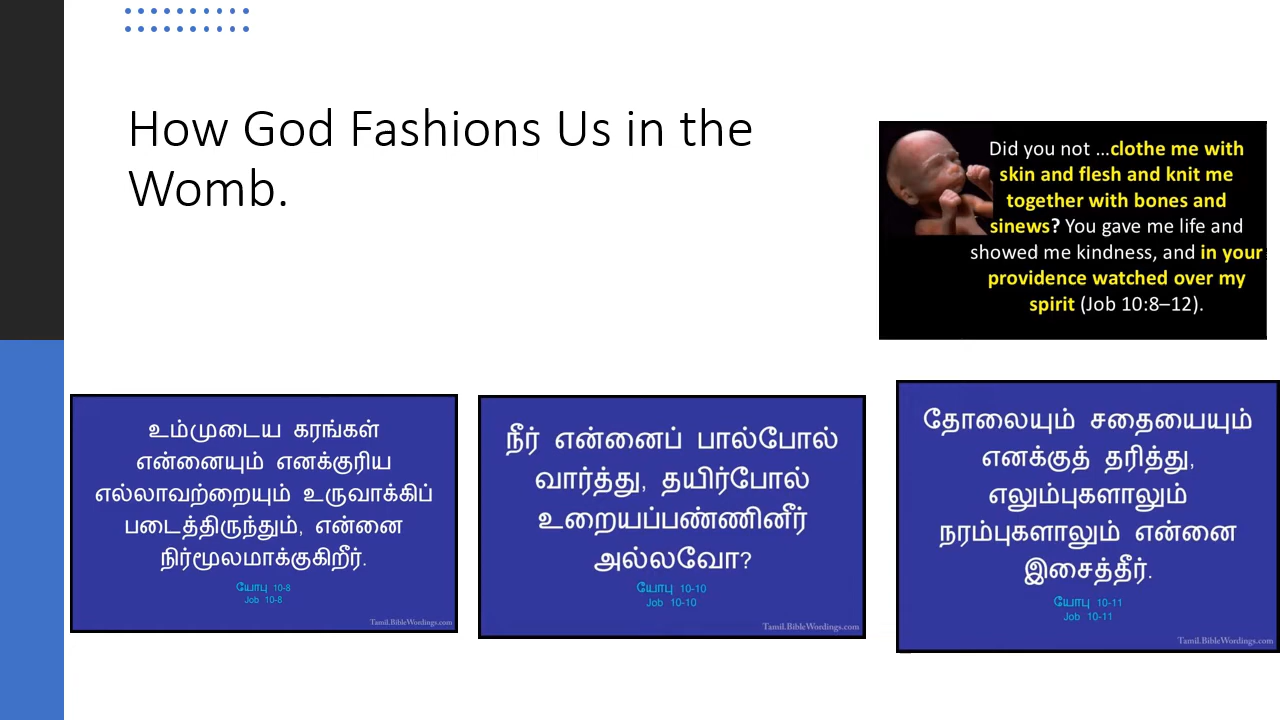 How God Fashions Us in the
Womb.
Did you not ...clothe me with
skin and flesh and knit me
together with bones and
sinews? You gave me life and
showed me kindness, and in your
providence watched over my
spirit (Job 10:8–12).
உம்முடைய கரங்கள்
என்னையும் எனக்குரிய
எல்லாவற்றையும் உருவாக்கிப்
படைத்திருந்தும், என்னை
நிர்மூலமாக்குகிறீர்.
யோபு 10-8
Job 10-8
Tamil.BibleWordings.com
நீர் என்னைப் பால்போல்
வார்த்து, தயிர்போல்
உறையப்பண்ணினீர்
அல்லவோ?
யோபு 10-10
Job 10-10
Tamil.BibleWordings.com
தோலையும் சதையையும்
எனக்குத் தரித்து,
எலும்புகளாலும்
நரம்புகளாலும் என்னை
இசைத்தீர்.
யோபு 10-11
Job 10-11
Tamil.BibleWordings.com